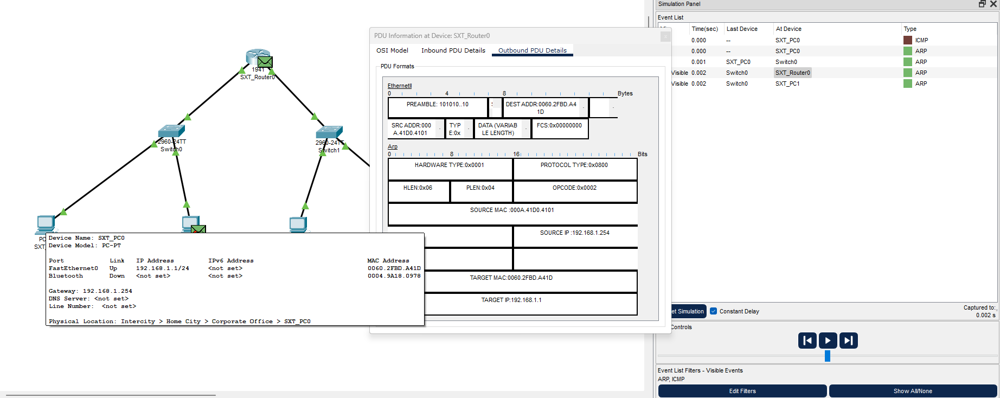 Simulation Panel
Event List
Time(sec) Last Device At Device Type
0.000 -- SXT_PC0 ICMP
0.000 -- SXT_PC0 ARP
0.001 SXT_PC0 Switch0 ARP
Visible 0.002 Switch0 SXT_Router0 ARP
Visible 0.002 Switch0 SXT_PC1 ARP
1941
SXT_Router0
2960-24TT
Switch0
2960-24TT
Switch1
PC
SXT_
PDU Information at Device: SXT_Router0
OSI Model Inbound PDU Details Outbound PDU Details
PDU Formats
EthernetII
0 4 8 Bytes
PREAMBLE: 101010..10
DEST ADDR:0060.2FBD.A4
1D
SRC ADDR:000
A.41D0.4101
TYP
E:0x
DATA (VARIAB
LE LENGTH)
FCS:0x00000000
Arp
0 8 16 Bits
HARDWARE TYPE:0x0001 PROTOCOL TYPE:0x0800
HLEN:0x06 PLEN:0x04 OPCODE:0x0002
SOURCE MAC :000A.41D0.4101
SOURCE IP :192.168.1.254
TARGET MAC:0060.2FBD.A41D
TARGET IP:192.168.1.1
Device Name: SXT_PC0
Device Model: PC-PT
Port Link IP Address IPv6 Address MAC Address
FastEthernet0 Up 192.168.1.1/24 <not set> 0060.2FBD.A41D
Bluetooth Down <not set> <not set> 0004.9A18.0978
Gateway: 192.168.1.254
DNS Server: <not set>
Line Number: <not set>
Physical Location: Intercity > Home City > Corporate Office > SXT_PC0
et Simulation Constant Delay
Captured to:
0.002 s
Controls
Event List Filters - Visible Events
ARP, ICMP
Edit Filters Show All/None